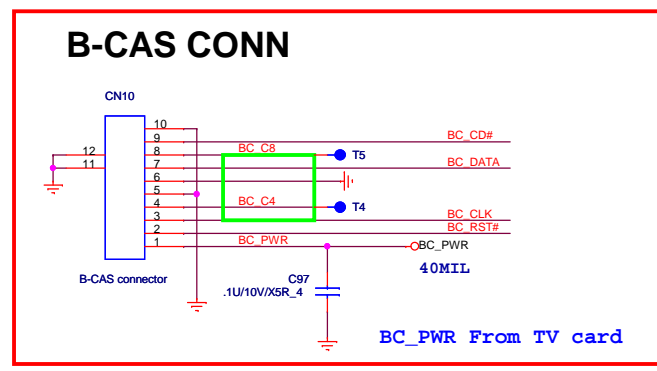 B-CAS CONN
CN10
10
9
BC_CD#
12
8
BC_C8
T5
11
7
BC_DATA
6
5
4
BC_C4
T4
3
BC_CLK
2
BC_RST#
1
BC_PWR
BC_PWR
40MIL
B-CAS connector
C97
.1U/10V/X5R_4
BC_PWR From TV card